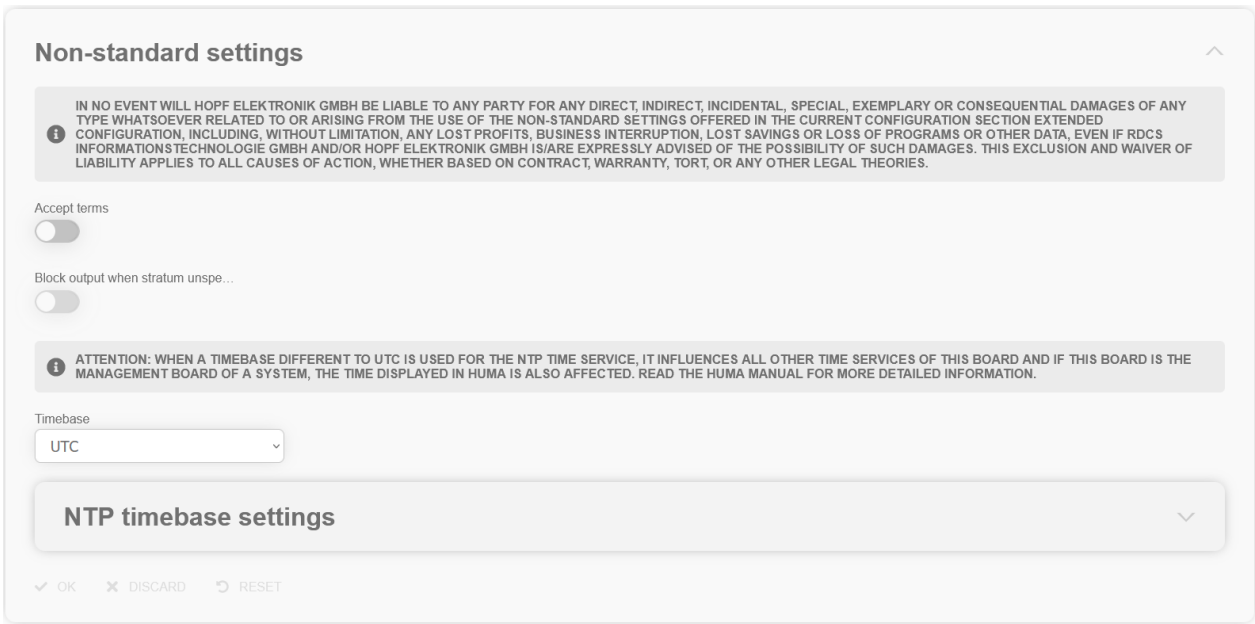 Non-standard settings
IN NO EVENT WILL HOPF ELEKTRONIK GMBH BE LIABLE TO ANY PARTY FOR ANY DIRECT, INDIRECT, INCIDENTAL, SPECIAL, EXEMPLARY OR CONSEQUENTIAL DAMAGES OF ANY
TYPE WHATSOEVER RELATED TO OR ARISING FROM THE USE OF THE NON-STANDARD SETTINGS OFFERED IN THE CURRENT CONFIGURATION SECTION EXTENDED
CONFIGURATION, INCLUDING, WITHOUT LIMITATION, ANY LOST PROFITS, BUSINESS INTERRUPTION, LOST SAVINGS OR LOSS OF PROGRAMS OR OTHER DATA, EVEN IF RDCS
INFORMATIONSTECHNOLOGIE GMBH AND/OR HOPF ELEKTRONIK GMBH IS/ARE EXPRESSLY ADVISED OF THE POSSIBILITY OF SUCH DAMAGES. THIS EXCLUSION AND WAIVER OF
LIABILITY APPLIES TO ALL CAUSES OF ACTION, WHETHER BASED ON CONTRACT, WARRANTY, TORT, OR ANY OTHER LEGAL THEORIES.
Accept terms
Block output when stratum unspe...
ATTENTION: WHEN A TIMEBASE DIFFERENT TO UTC IS USED FOR THE NTP TIME SERVICE, IT INFLUENCES ALL OTHER TIME SERVICES OF THIS BOARD AND IF THIS BOARD IS THE
MANAGEMENT BOARD OF A SYSTEM, THE TIME DISPLAYED IN HUMA IS ALSO AFFECTED. READ THE HUMA MANUAL FOR MORE DETAILED INFORMATION.
Timebase
UTC
NTP timebase settings
OK DISCARD RESET